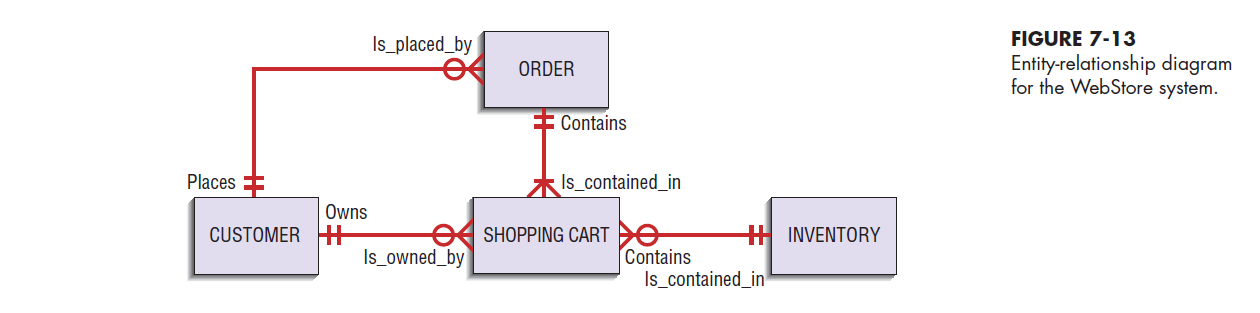 Is_placed_by
ORDER
FIGURE 7-13
Entity-relationship diagram
for the WebStore system.
Contains
Places
Is_contained_in
Owns
CUSTOMER
SHOPPING CART
INVENTORY
Is_owned_by
Contains
Is_contained_in